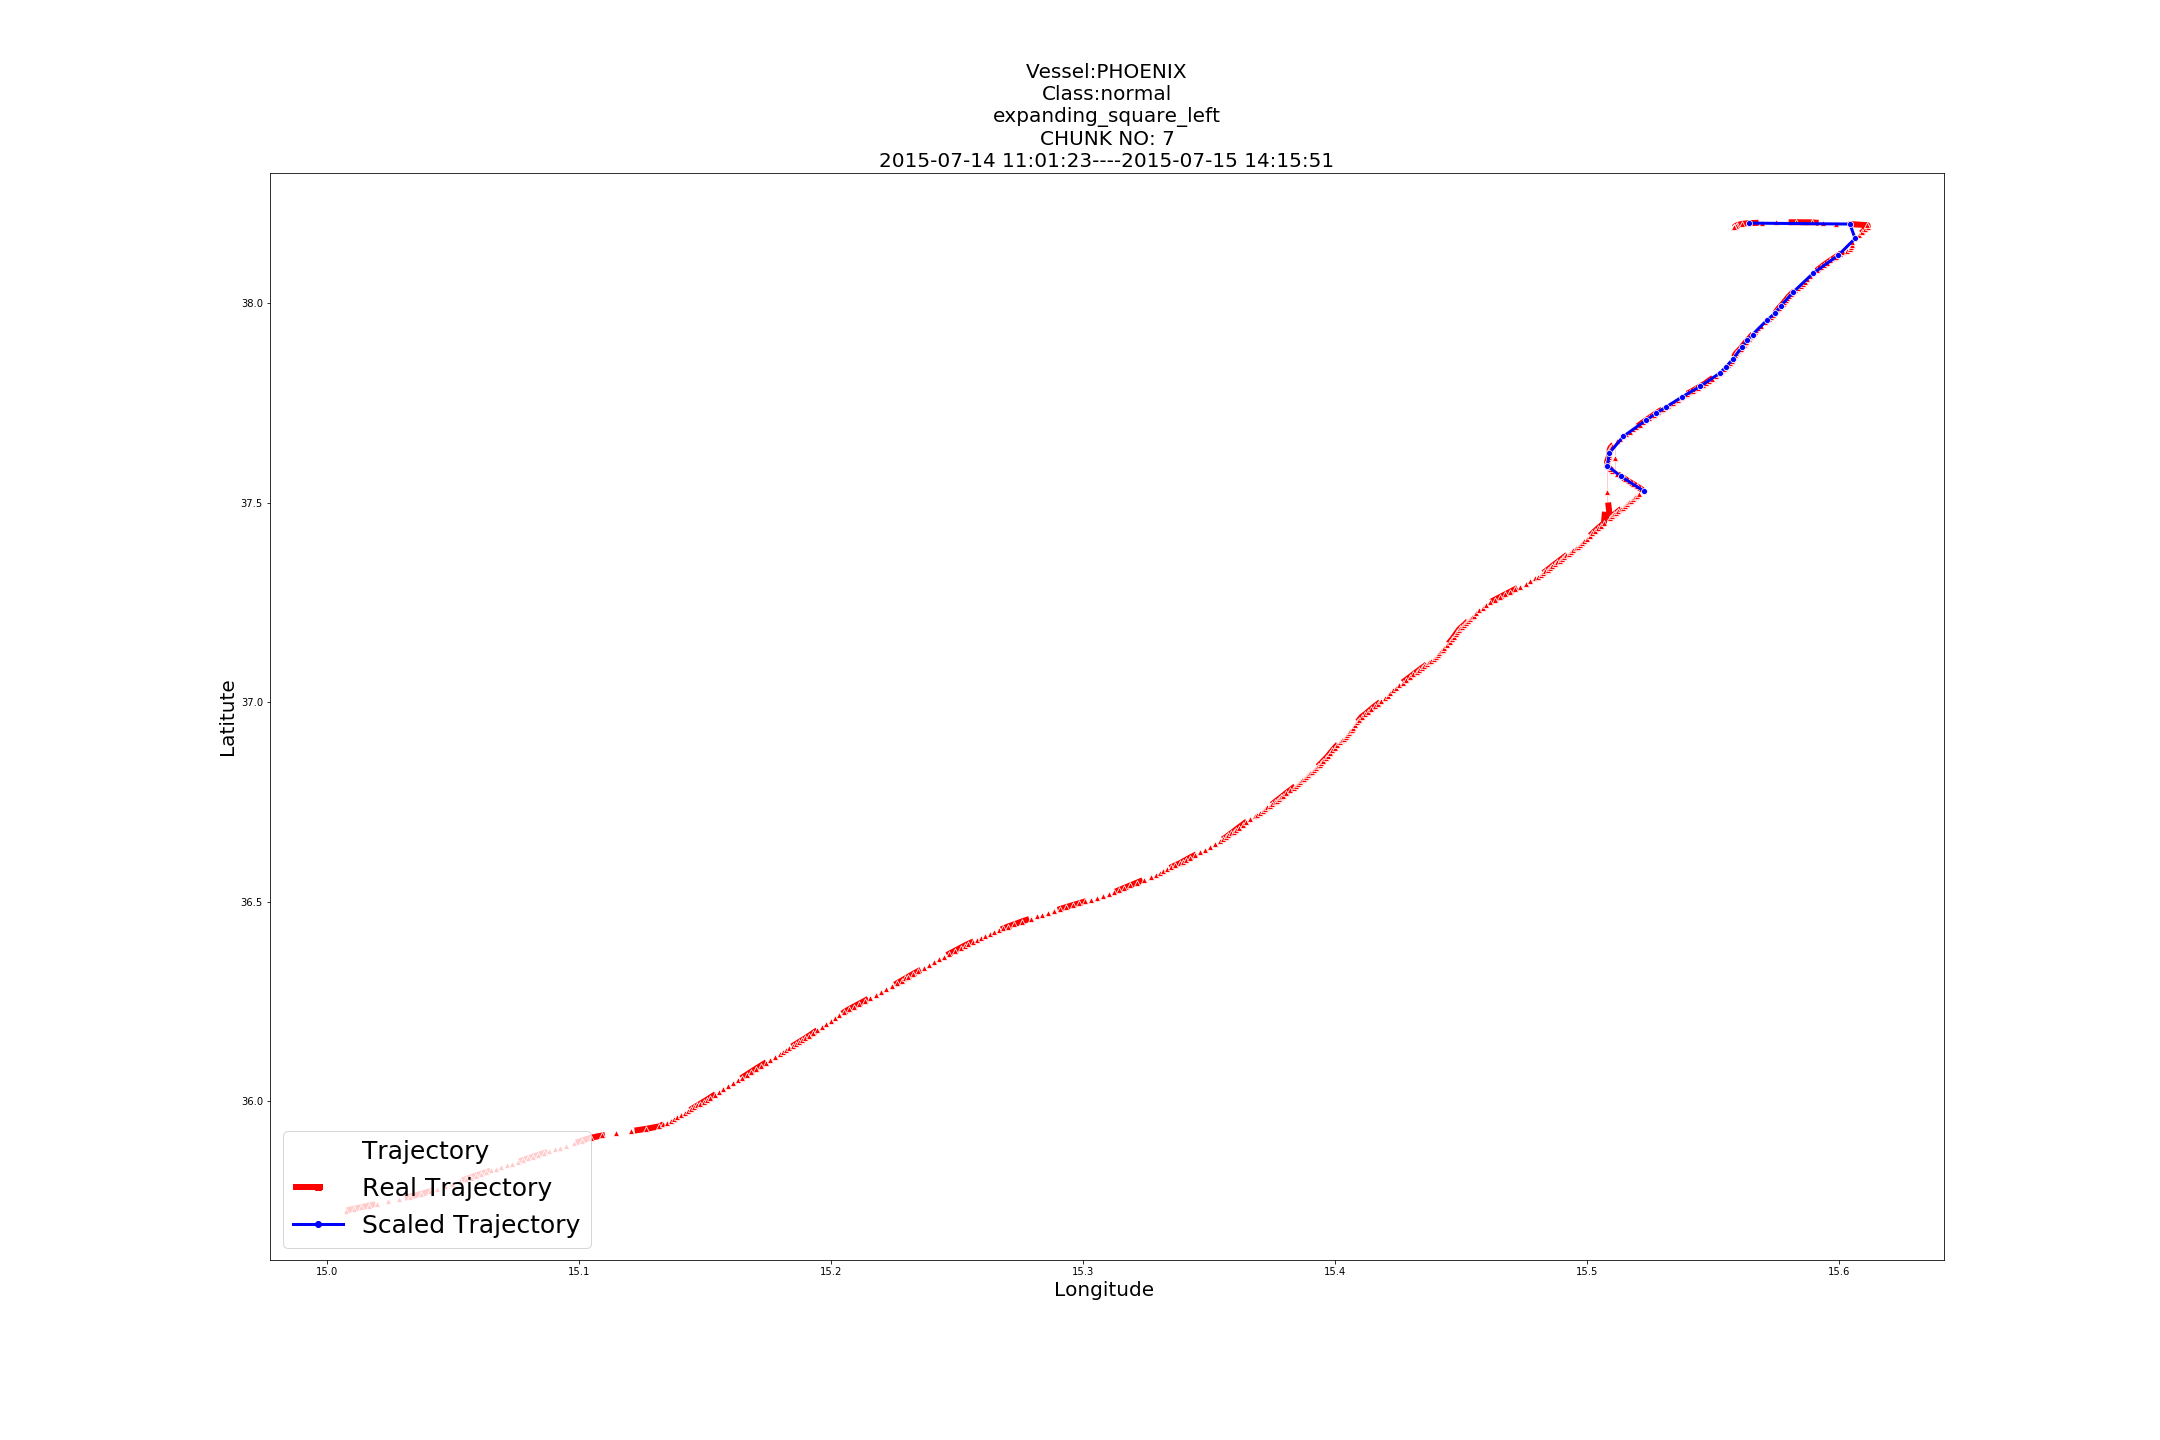 Vessel:PHOENIX
Class:normal
expanding_square_left
CHUNK NO: 7
2015-07-14 11:01:23----2015-07-15 14:15:51
38.0
37.5
37.0
36.5
36.0
Latitute
Trajectory
Real Trajectory
Scaled Trajectory
15.0 15.1 15.2 15.3 15.4 15.5 15.6
Longitude